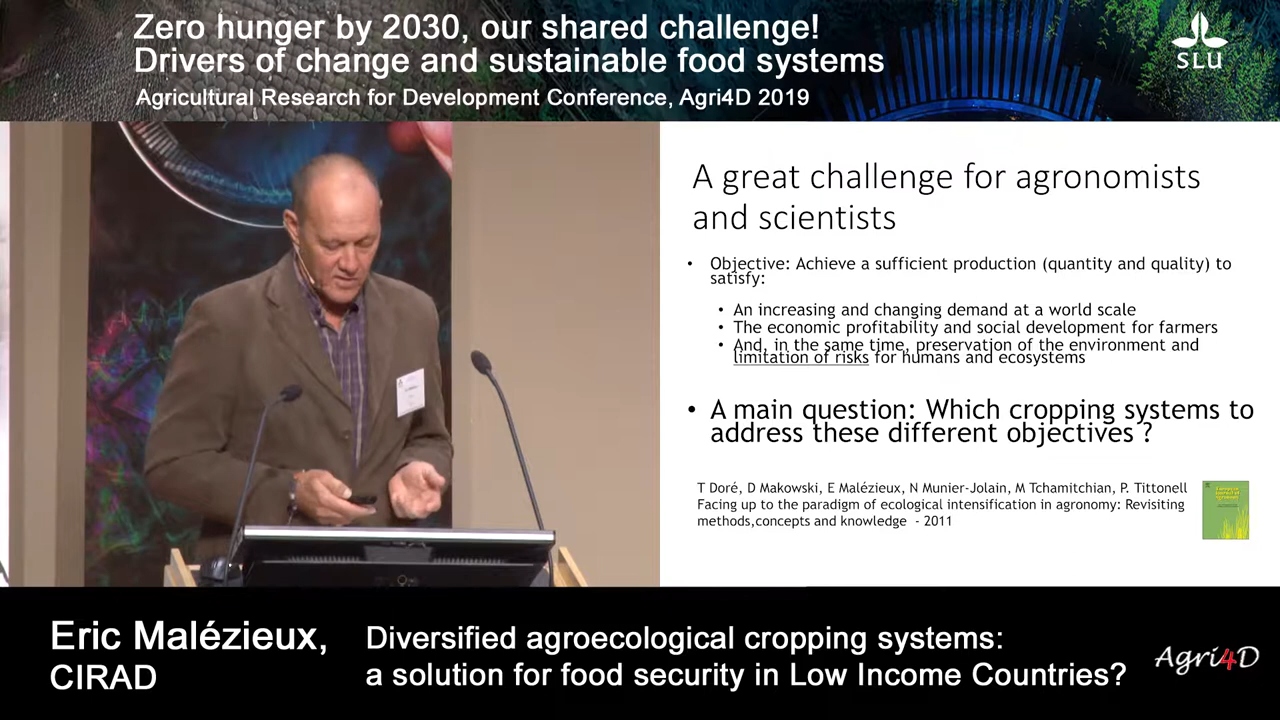 Zero hunger by 2030, our shared challenge!
Drivers of change and sustainable food systems
Agricultural Research for Development Conference, Agri4D 2019
SLU
A great challenge for agronomists
and scientists
• Objective: Achieve a sufficient production (quantity and quality) to
satisfy:
• An increasing and changing demand at a world scale
• The economic profitability and social development for farmers
• And, in the same time, preservation of the environment and
limitation of risks for humans and ecosystems
• A main question: Which cropping systems to
address these different objectives ?
T Doré, D Makowski, E Malézieux, N Munier-Jolain, M Tchamitchian, P. Tittonell
Facing up to the paradigm of ecological intensification in agronomy: Revisiting
methods,concepts and knowledge - 2011
Eric Malézieux,
CIRAD
Diversified agroecological cropping systems:
a solution for food security in Low Income Countries?
Agri4D